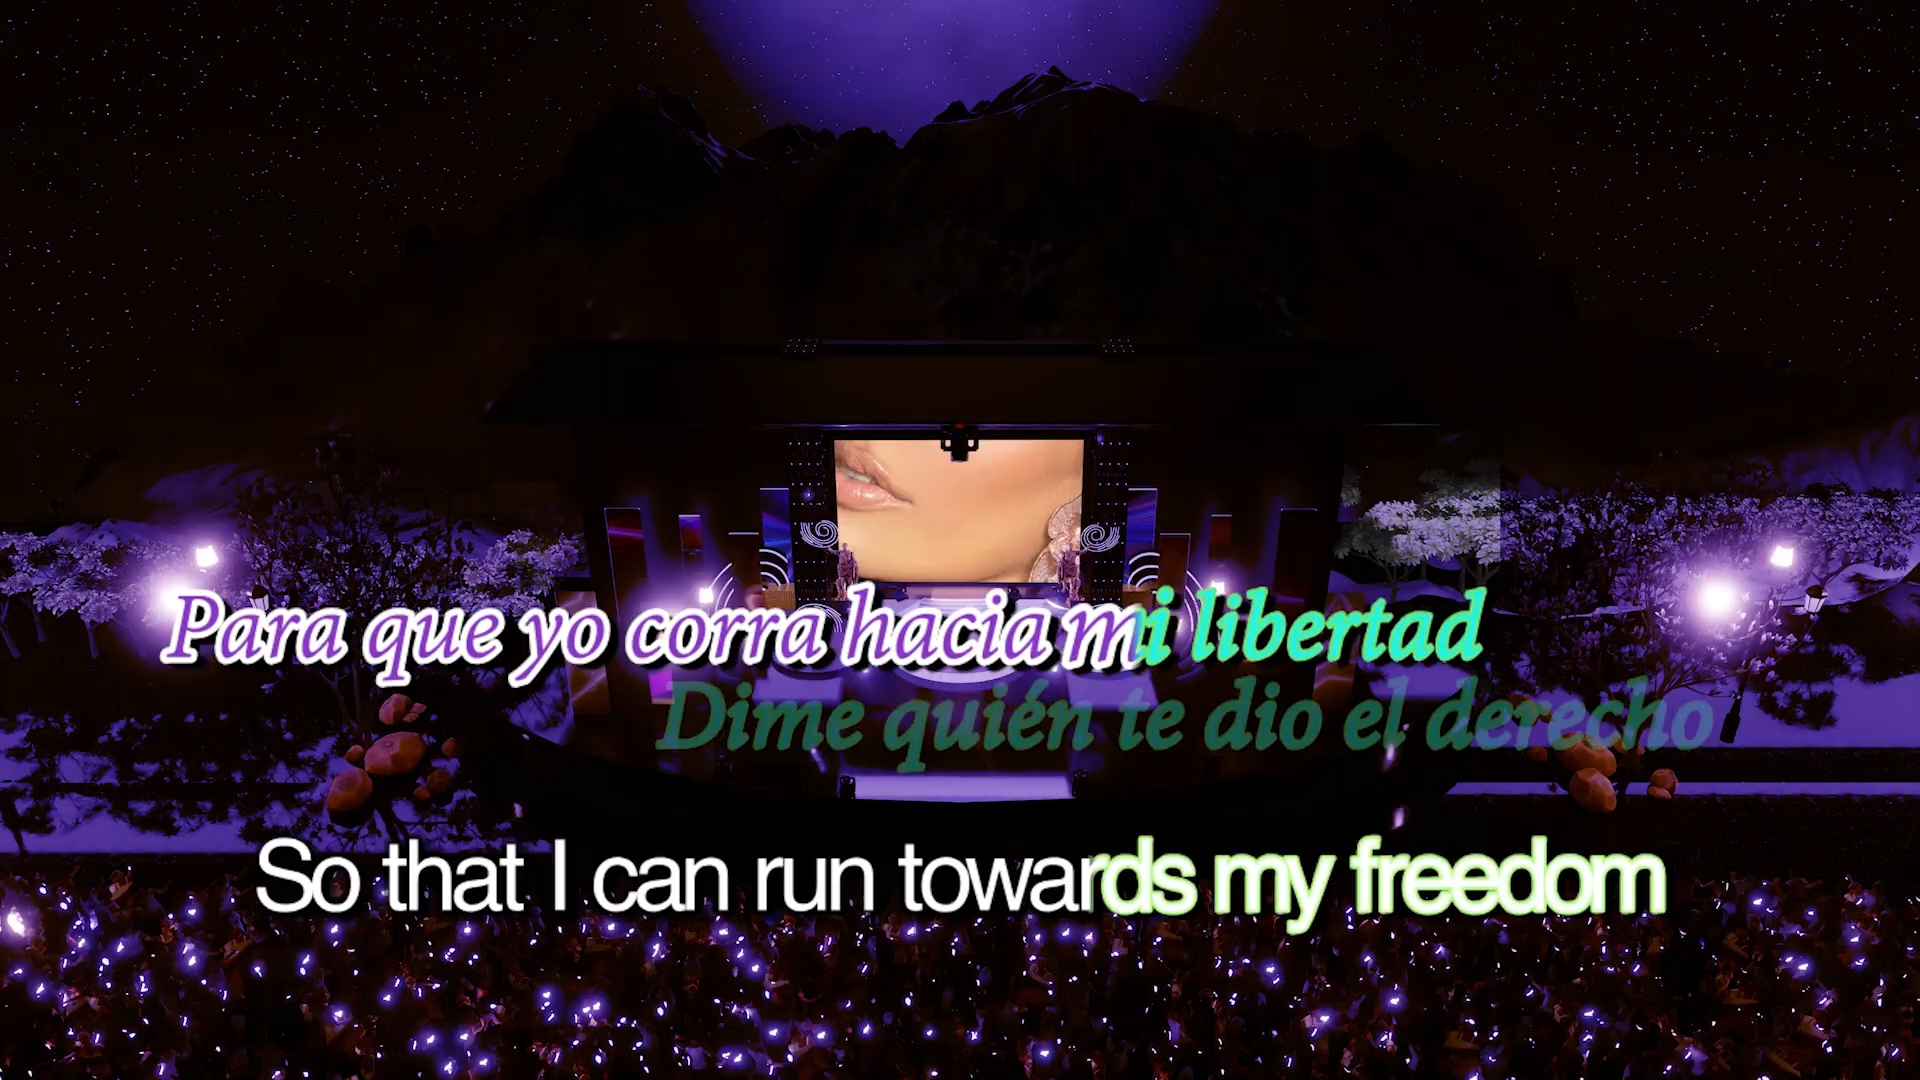 Para que yo corra hacia mi libertad
Dime quién te dio el derecho
So that I can run towards my freedom